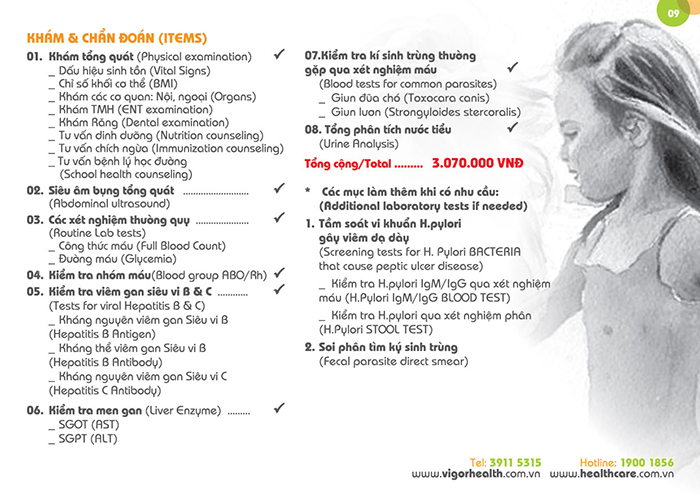 09
KHÁM & CHẨN ĐOÁN (ITEMS)
01. Khám tổng quát (Physical examination) ✓
_ Dấu hiệu sinh tồn (Vital Signs)
_ Chỉ số khối cơ thể (BMI)
_ Khám các cơ quan: Nội, ngoại (Organs)
_ Khám TMH (ENT examination)
_ Khám Răng (Dental examination)
_ Tư vấn dinh dưỡng (Nutrition counseling)
_ Tư vấn chích ngừa (Immunization counseling)
_ Tư vấn bệnh lý học đường
(School health counseling)
02. Siêu âm bụng tổng quát ............................ ✓
(Abdominal ultrasound)
03. Các xét nghiệm thường quy ...................... ✓
(Routine Lab tests)
_ Công thức máu (Full Blood Count)
_ Đường máu (Glycemia)
04. Kiểm tra nhóm máu(Blood group ABO/Rh) ✓
05. Kiểm tra viêm gan siêu vi B & C ............ ✓
(Tests for viral Hepatitis B & C)
_ Kháng nguyên viêm gan Siêu vi B
(Hepatitis B Antigen)
_ Kháng thể viêm gan Siêu vi B
(Hepatitis B Antibody)
_ Kháng nguyên viêm gan Siêu vi C
(Hepatitis C Antibody)
06. Kiểm tra men gan (Liver Enzyme) ......... ✓
_ SGOT (AST)
_ SGPT (ALT)
07.Kiểm tra kí sinh trùng thường
gặp qua xét nghiệm máu ✓
(Blood tests for common parasites)
_ Giun đũa chó (Toxocara canis)
_ Giun lươn (Strongyloides stercoralis)
08. Tổng phân tích nước tiểu ✓
(Urine Analysis)
Tổng cộng/Total ......... 3.070.000 VNĐ
* Các mục làm thêm khi có nhu cầu:
(Additional laboratory tests if needed)
1. Tầm soát vi khuẩn H.pylori
gây viêm dạ dày
(Screening tests for H. Pylori BACTERIA
that cause peptic ulcer disease)
_ Kiểm tra H.pylori IgM/IgG qua xét nghiệm
máu (H.Pylori IgM/IgG BLOOD TEST)
_ Kiểm tra H.pylori qua xét nghiệm phân
(H.Pylori STOOL TEST)
2. Soi phân tìm ký sinh trùng
(Fecal parasite direct smear)
Tel: 3911 5315 Hotline: 1900 1856
www.vigorhealth.com.vn www.healthcare.com.vn